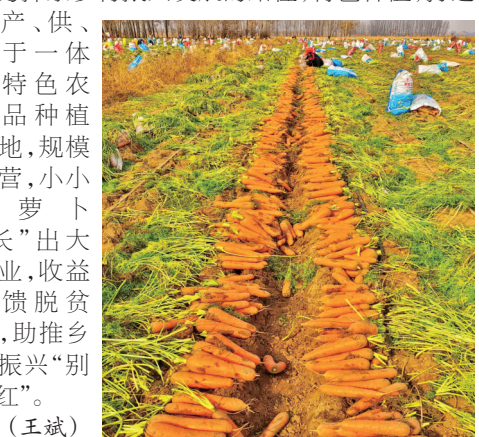 产、供、
于一体
特色农
品种植
地,规模
营,小小
萝卜
长”出大
业,收益
馈脱贫
,助推乡
振兴“别
红”。
(王斌)